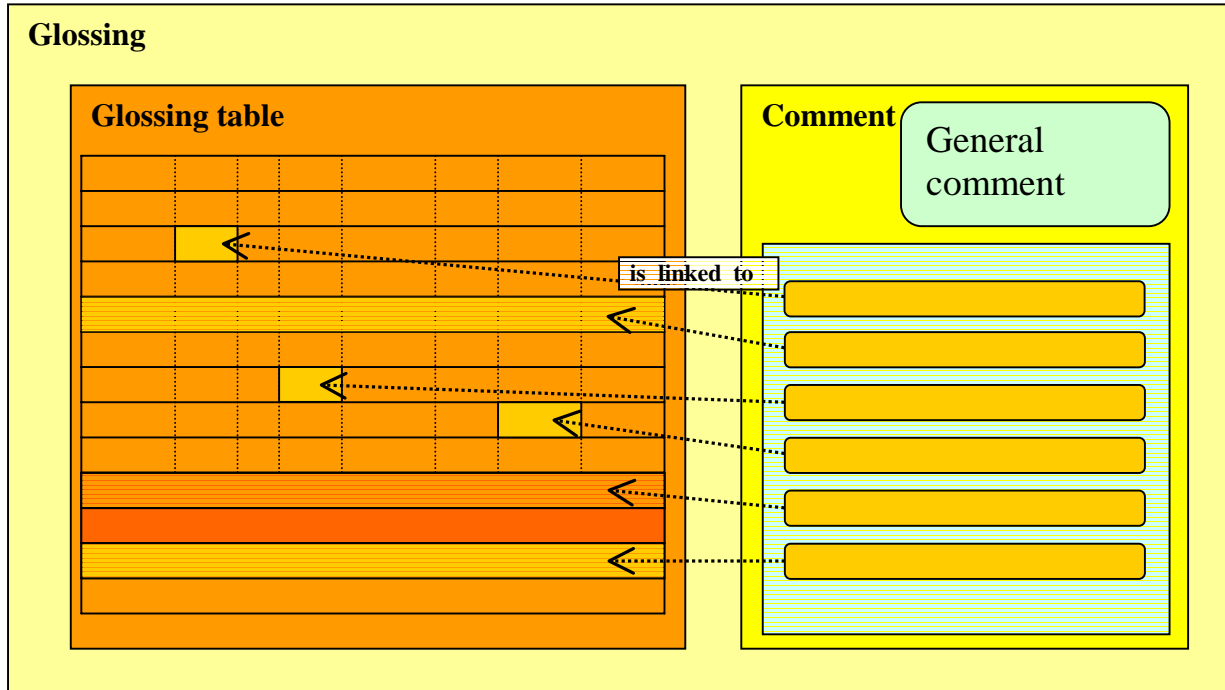 Glossing
Glossing table
Comment
General
comment
is linked to